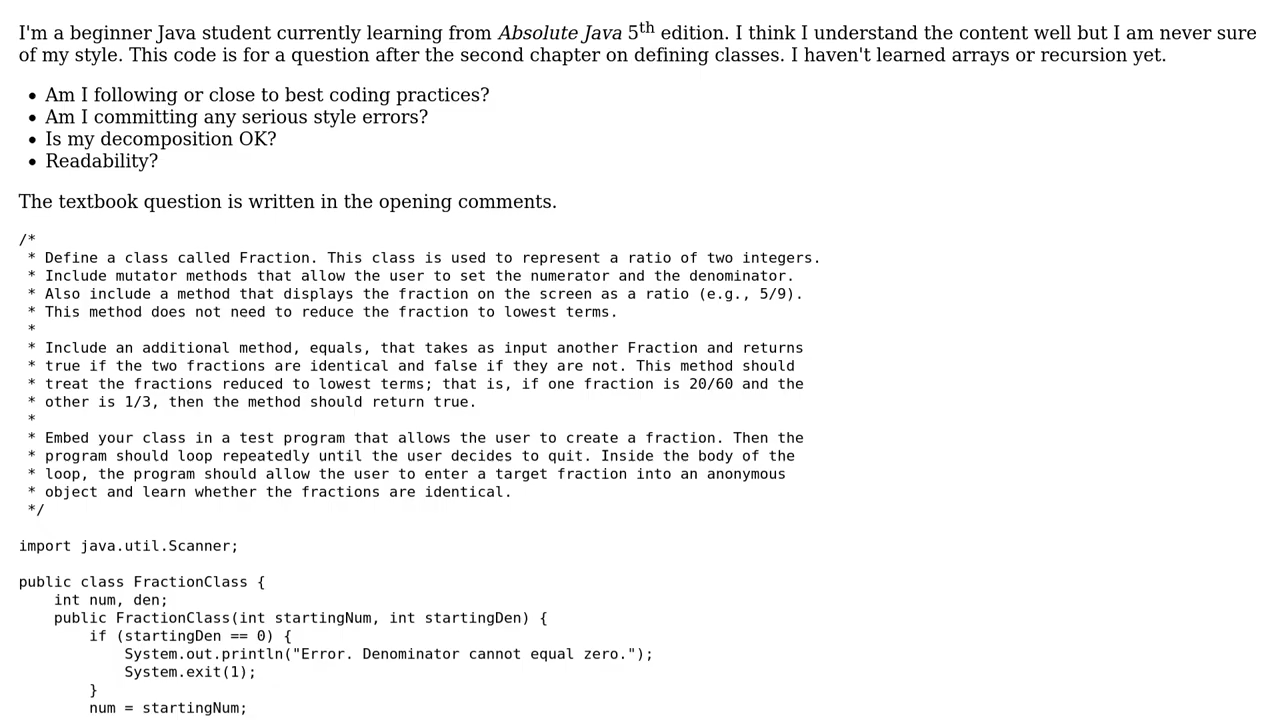 I'm a beginner Java student currently learning from Absolute Java 5th edition. I think I understand the content well but I am never sure
of my style. This code is for a question after the second chapter on defining classes. I haven't learned arrays or recursion yet.
• Am I following or close to best coding practices?
• Am I committing any serious style errors?
• Is my decomposition OK?
• Readability?
The textbook question is written in the opening comments.
/*
 * Define a class called Fraction. This class is used to represent a ratio of two integers.
 * Include mutator methods that allow the user to set the numerator and the denominator.
 * Also include a method that displays the fraction on the screen as a ratio (e.g., 5/9).
 * This method does not need to reduce the fraction to lowest terms.
 *
 * Include an additional method, equals, that takes as input another Fraction and returns
 * true if the two fractions are identical and false if they are not. This method should
 * treat the fractions reduced to lowest terms; that is, if one fraction is 20/60 and the
 * other is 1/3, then the method should return true.
 *
 * Embed your class in a test program that allows the user to create a fraction. Then the
 * program should loop repeatedly until the user decides to quit. Inside the body of the
 * loop, the program should allow the user to enter a target fraction into an anonymous
 * object and learn whether the fractions are identical.
 */
import java.util.Scanner;
public class FractionClass {
    int num, den;
    public FractionClass(int startingNum, int startingDen) {
        if (startingDen == 0) {
            System.out.println("Error. Denominator cannot equal zero.");
            System.exit(1);
        }
        num = startingNum;